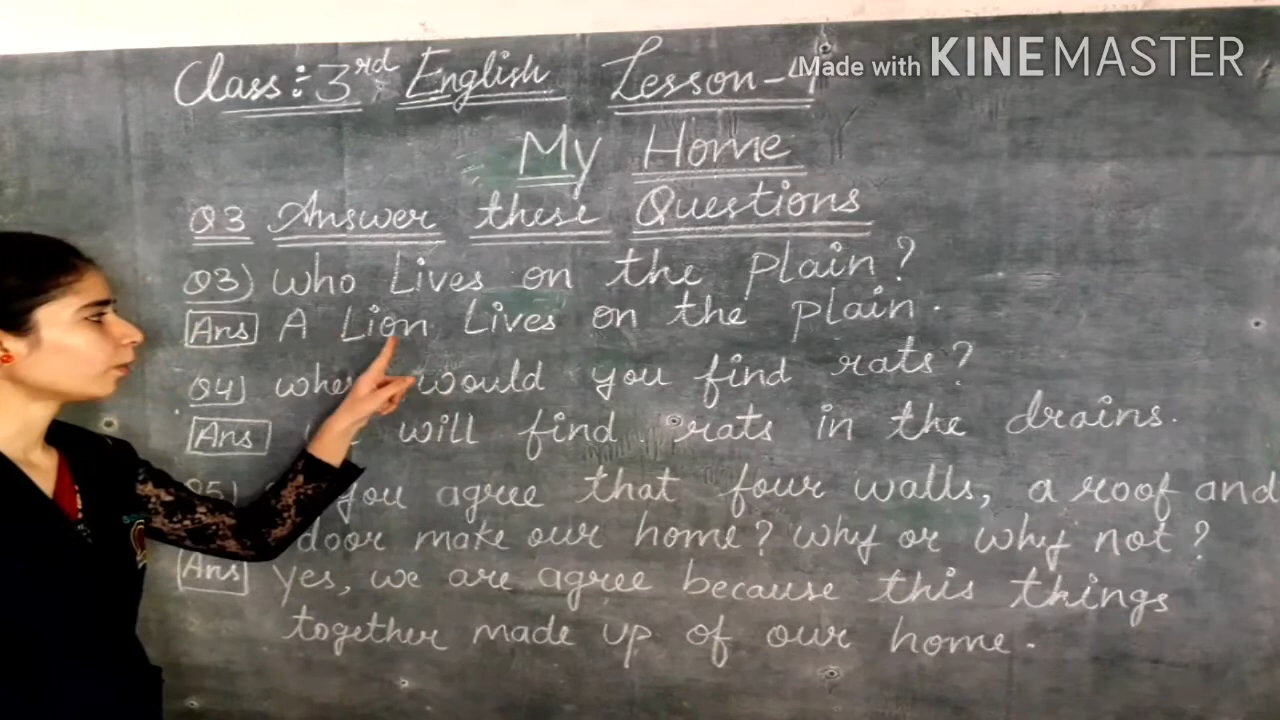 Class:- 3rd English Lesson-4
Made with KINEMASTER
My Home
Q3 Answer these Questions
Q3) Who Lives on the plain?
Ans A Lion Lives on the plain.
Q4) would you find rats?
Ans will find rats in the drains.
Q5) you agree that four walls, a roof and
door make our home? Why or why not?
Ans Yes, we are agree because this things
together made up of our home.